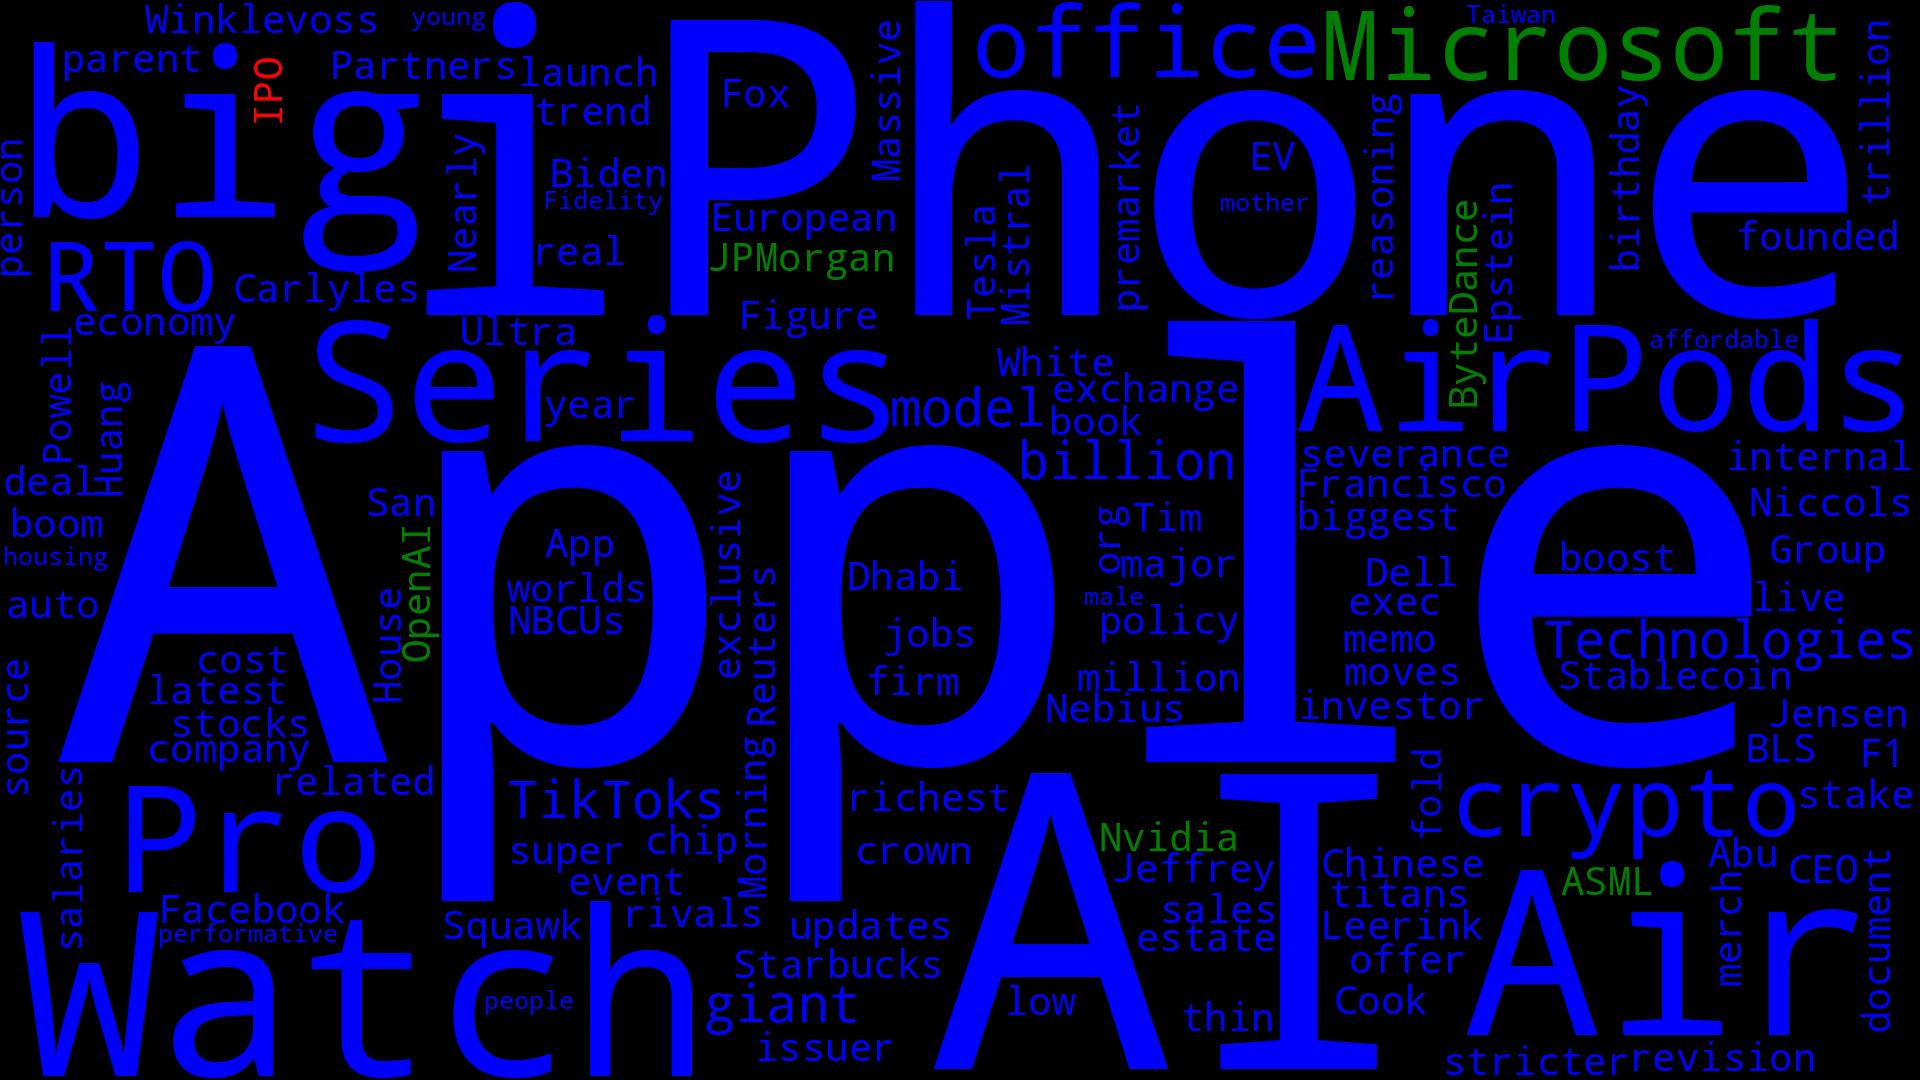 Winklevoss
young
office
Microsoft
Taiwan
parent
Partners
launch
Fox
Massive
trillion
big
IPO
iPhone
trend
premarket
reasoning
birthday
person
Nearly
Biden
EV
Fidelity
mother
European
Tesla
Mistral
ByteDance
Epstein
founded
RTO
real
JPMorgan
Carlyles
economy
Ultra
Figure
Powell
Huang
Series
year
model
White
exchange
book
AirPods
affordable
billion
severance
internal
deal
Francisco
San
biggest
Niccols
boom
Apple
App
exclusive
org
Tim
housing
OpenAI
worlds
Dhabi
major
boost
Group
Dell
auto
House
NBCUs
male
exec
live
policy
jobs
memo
Technologies
cost
Reuters
firm
million
moves
Stablecoin
latest
source
stocks
Nebius
investor
Jensen
company
BLS
F1
related
salaries
Pro
TikToks
Morning
richest
fold
crypto
stake
super
chip
crown
Nvidia
AI
Jeffrey
Chinese
Abu
CEO
event
titans
ASML
merch
document
Facebook
performative
Squawk
rivals
updates
sales
Leerink
estate
Watch
Starbucks
offer
Air
people
giant
low
thin
Cook
issuer
stricter
revision